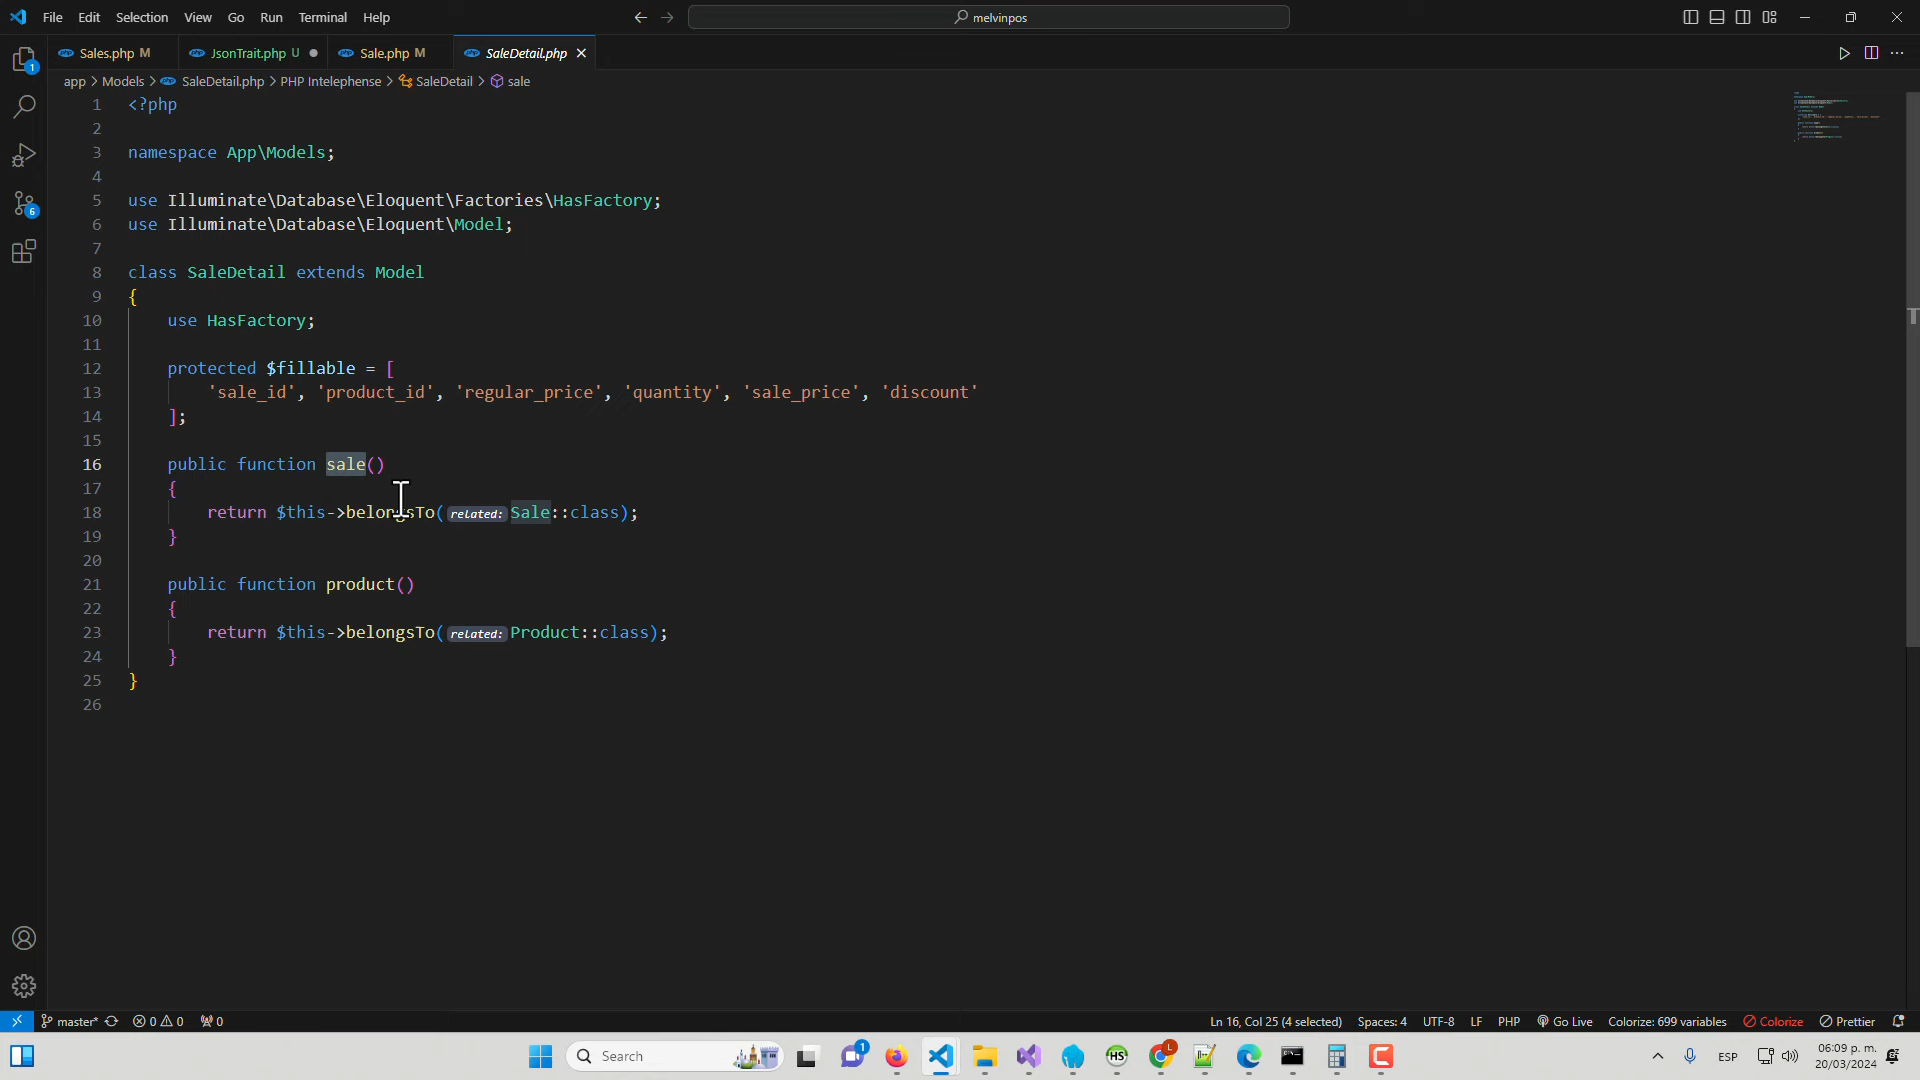 File Edit Selection View Go Run Terminal Help
melvinpos
Sales.php M
JsonTrait.php U
Sale.php M
SaleDetail.php
app > Models > SaleDetail.php > PHP Intelephense > SaleDetail > sale
1 <?php
2
3 namespace App\Models;
4
5 use Illuminate\Database\Eloquent\Factories\HasFactory;
6 use Illuminate\Database\Eloquent\Model;
7
8 class SaleDetail extends Model
9 {
10 use HasFactory;
11
12 protected $fillable = [
13 'sale_id', 'product_id', 'regular_price', 'quantity', 'sale_price', 'discount'
14 ];
15
16 public function sale()
17 {
18 return $this->belongsTo(related: Sale::class);
19 }
20
21 public function product()
22 {
23 return $this->belongsTo(related: Product::class);
24 }
25 }
26
1
6
master* 0 0 0 Ln 16, Col 25 (4 selected) Spaces: 4 UTF-8 LF PHP Go Live Colorize: 699 variables Colorize Prettier
Search
1
HS
L
ESP
06:09 p. m.
20/03/2024